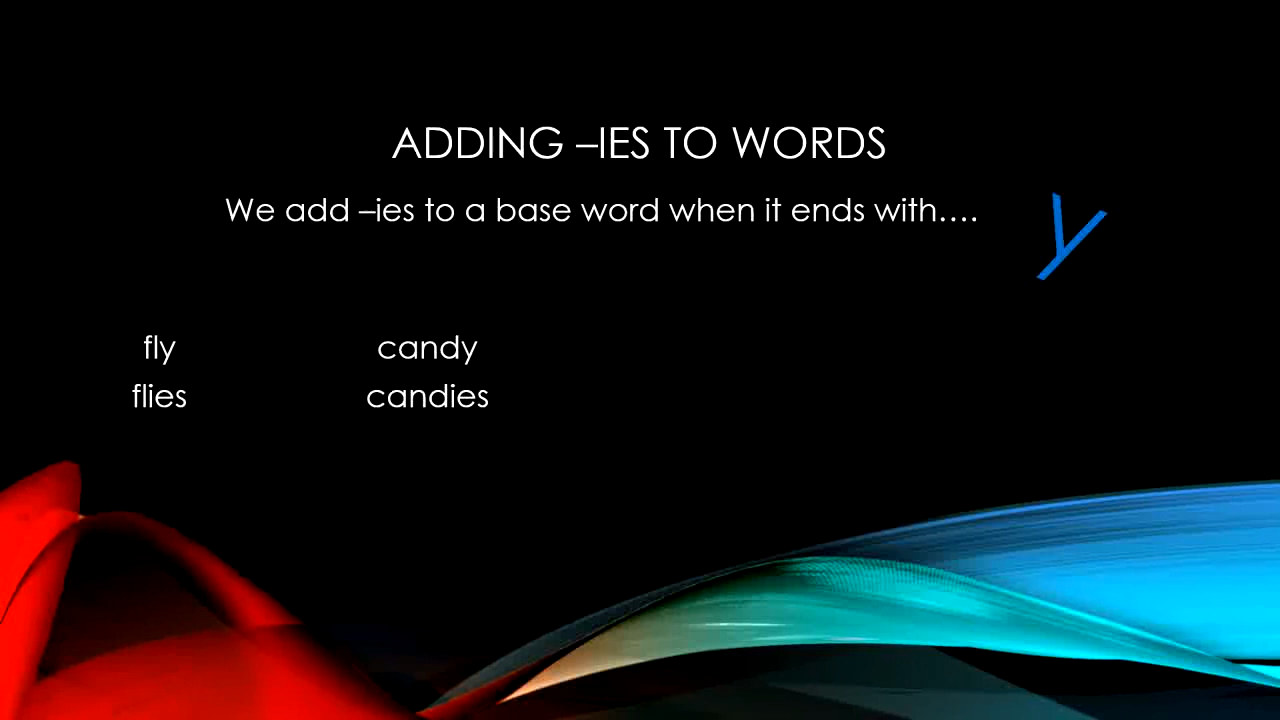 ADDING –IES TO WORDS
We add –ies to a base word when it ends with…. y
fly candy
flies candies